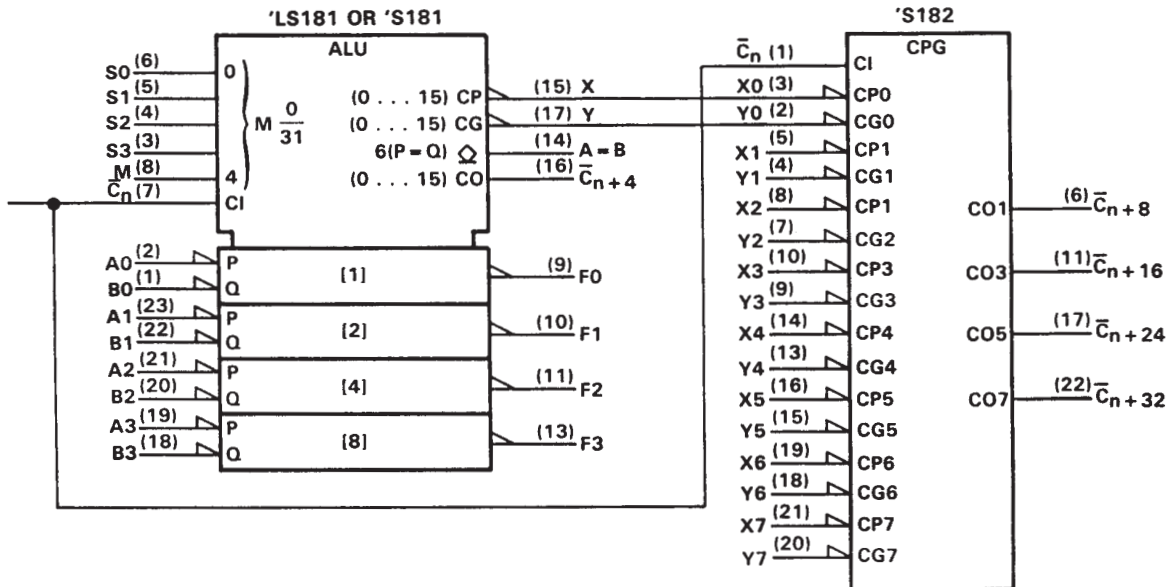 'LS181 OR 'S181
ALU
S0 (6) 0
S1 (5)
S2 (4)
S3 (3)
M (8) 4
C̅n (7) CI
M 0/31
(0 . . . 15) CP (15) X
(0 . . . 15) CG (17) Y
6(P = Q) ◇ (14) A = B
(0 . . . 15) CO (16) C̅n + 4
A0 (2) P
B0 (1) Q
[1] (9) F0
A1 (23) P
B1 (22) Q
[2] (10) F1
A2 (21) P
B2 (20) Q
[4] (11) F2
A3 (19) P
B3 (18) Q
[8] (13) F3
'S182
CPG
C̅n (1) CI
X0 (3) CP0
Y0 (2) CG0
X1 (5) CP1
Y1 (4) CG1
X2 (8) CP1
Y2 (7) CG2
X3 (10) CP3
Y3 (9) CG3
X4 (14) CP4
Y4 (13) CG4
X5 (16) CP5
Y5 (15) CG5
X6 (19) CP6
Y6 (18) CG6
X7 (21) CP7
Y7 (20) CG7
CO1 (6) C̅n + 8
CO3 (11) C̅n + 16
CO5 (17) C̅n + 24
CO7 (22) C̅n + 32